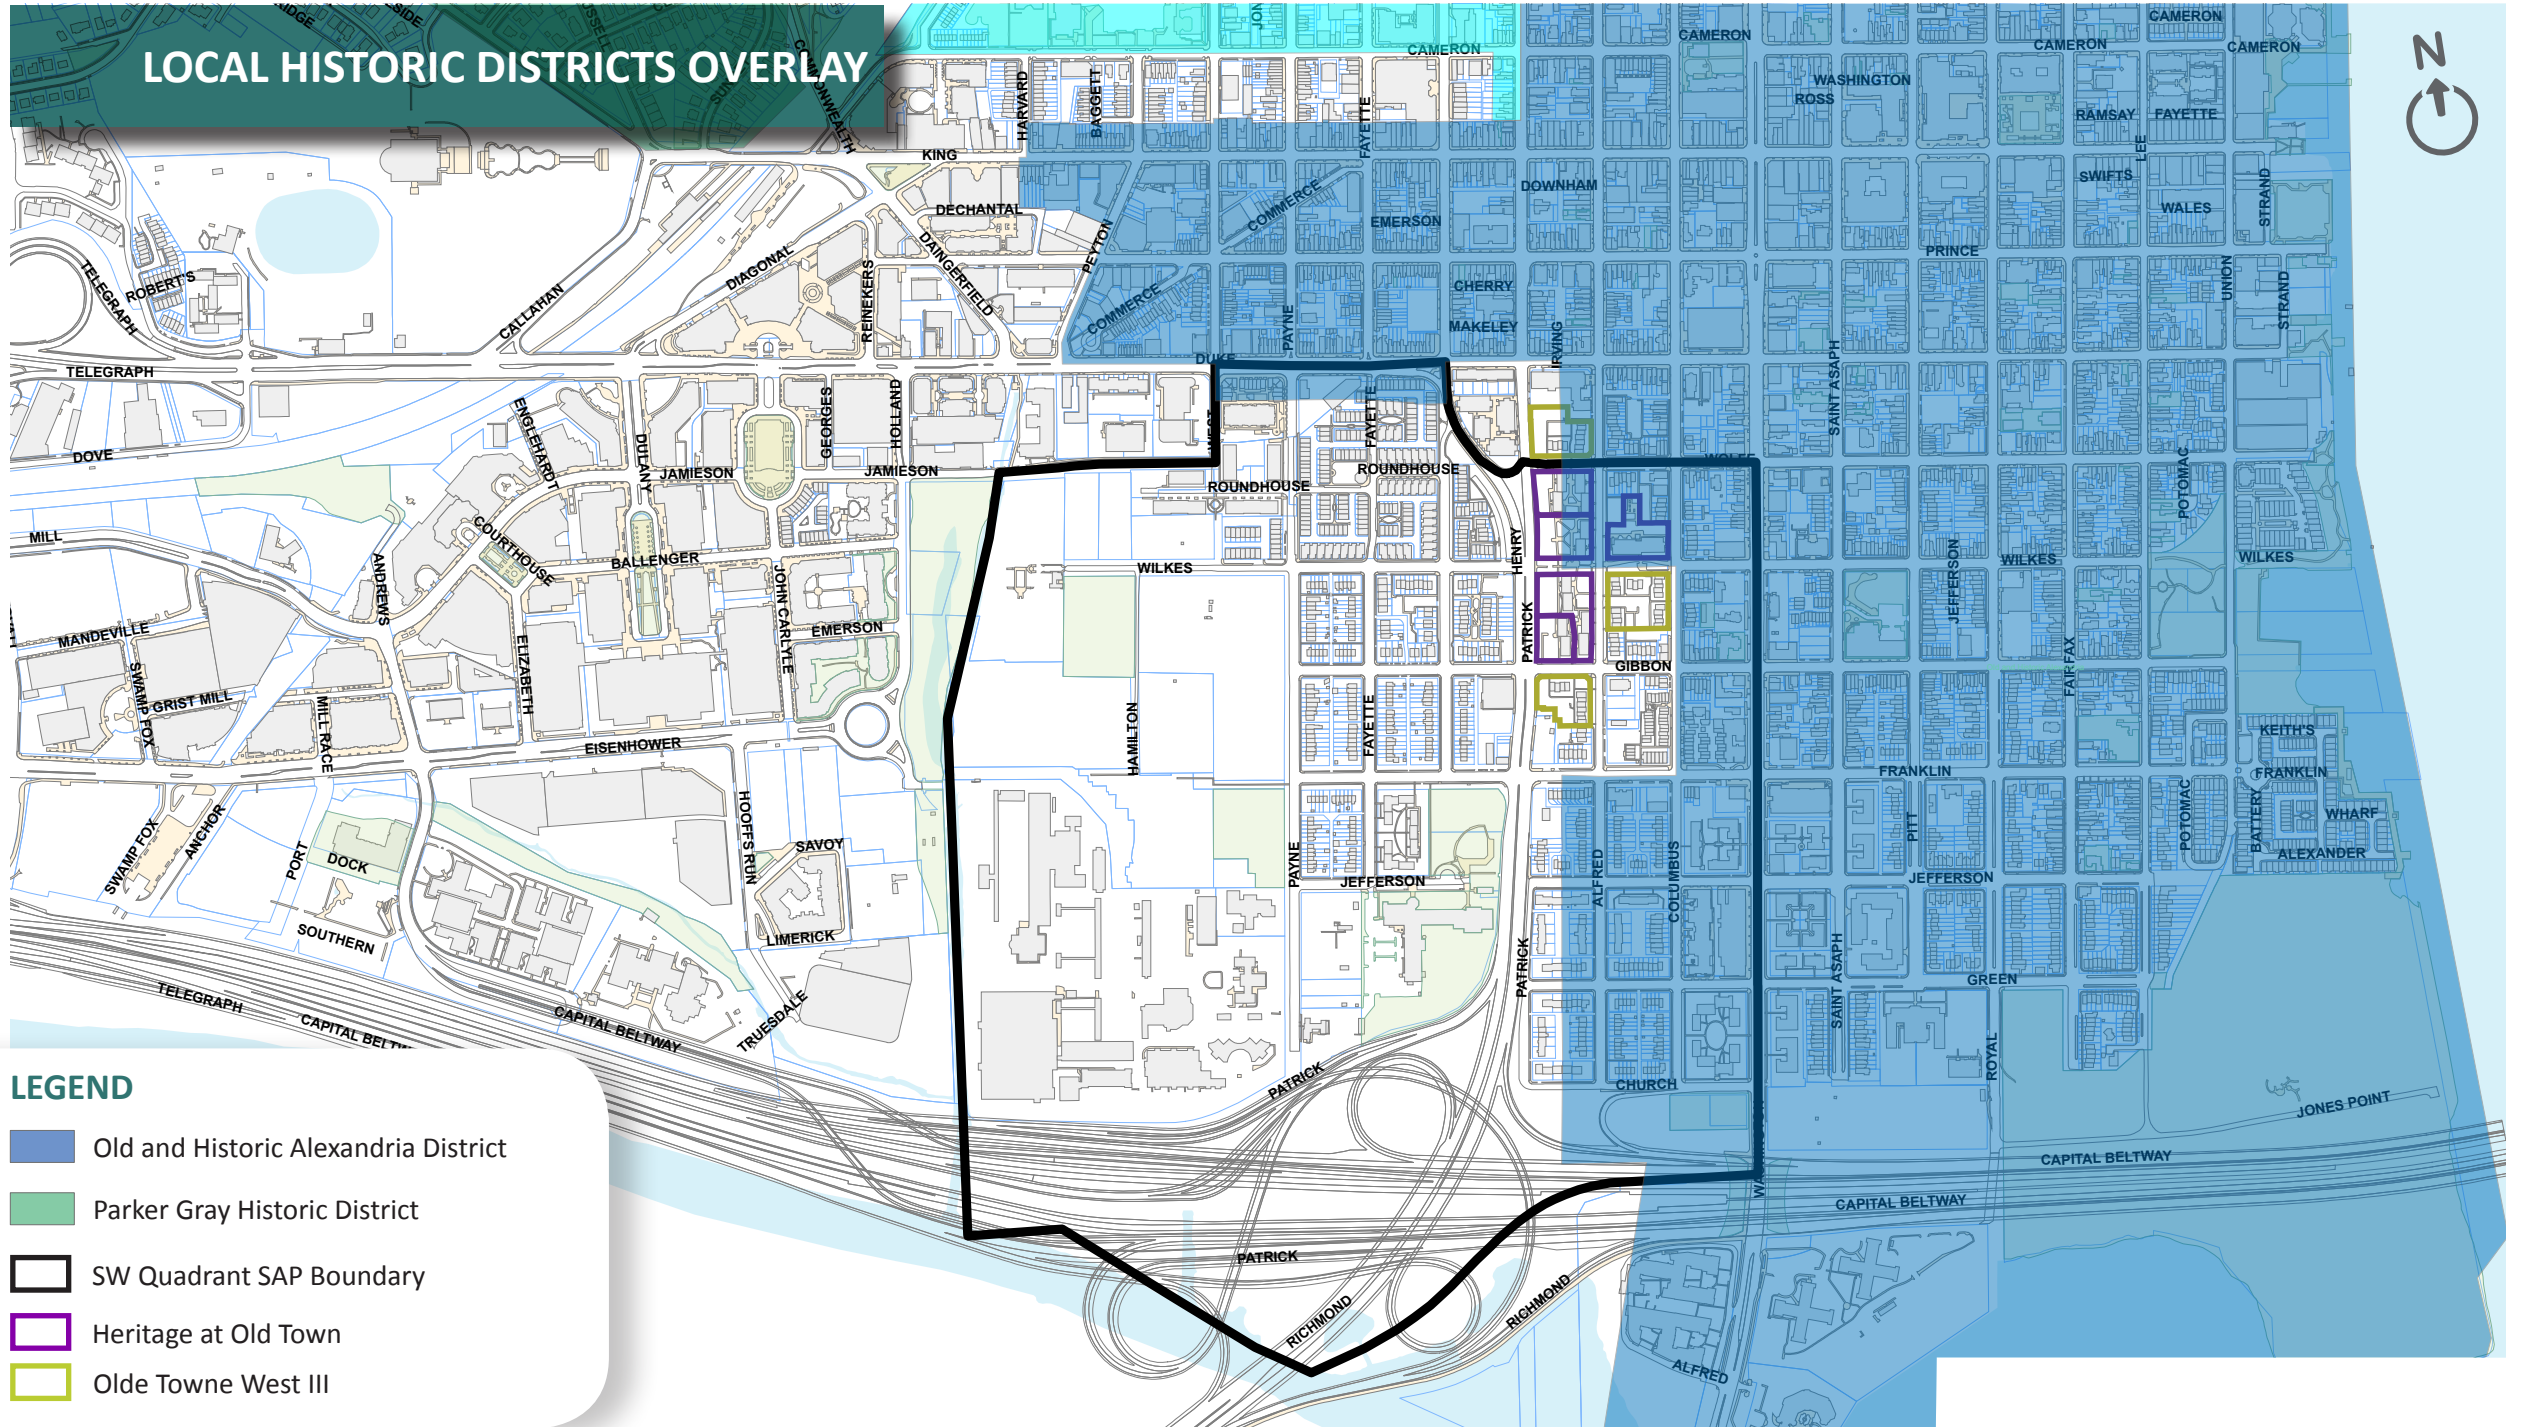 LOCAL HISTORIC DISTRICTS OVERLAY
N
CAMERON
CAMERON
CAMERON
CAMERON
CAMERON
COMMONWEALTH
HARVARD
BAGGETT
FAYETTE
WASHINGTON
ROSS
RAMSAY
FAYETTE
LEE
KING
DOWNHAM
SWIFTS
STRAND
DECHANTAL
COMMERCE
EMERSON
WALES
PEYTON
PRINCE
TELEGRAPH
ROBERT'S
DIAGONAL
REINEKERS
DAINGERFIELD
CALLAHAN
COMMERCE
PAYNE
CHERRY
MAKELEY
IRVING
UNION
STRAND
DUKE
TELEGRAPH
SAINT ASAPH
ENGLEHARDT
DULANY
GEORGES
HOLLAND
WEST
FAYETTE
DOVE
JAMIESON
JAMIESON
ROUNDHOUSE
ROUNDHOUSE
WOLFE
POTOMAC
MILL
COURTHOUSE
ANDREWS
BALLENGER
JOHN CARLYLE
WILKES
HENRY
WILKES
WILKES
JEFFERSON
MANDEVILLE
EMERSON
PATRICK
ELIZABETH
GIBBON
FAIRFAX
SWAMP FOX
GRIST MILL
MILL RACE
EISENHOWER
HAMILTON
FAYETTE
KEITH'S
FRANKLIN
FRANKLIN
SWAMP FOX
ANCHOR
PORT
DOCK
HOOFFS RUN
SAVOY
PAYNE
JEFFERSON
ALFRED
COLUMBUS
PITT
JEFFERSON
POTOMAC
BATTERY
WHARF
ALEXANDER
SOUTHERN
LIMERICK
PATRICK
SAINT ASAPH
GREEN
TELEGRAPH
CAPITAL BELTWAY
TRUESDALE
PATRICK
CHURCH
ROYAL
JONES POINT
CAPITAL BELTWAY
CAPITAL BELTWAY
PATRICK
RICHMOND
RICHMOND
ALFRED
LEGEND
Old and Historic Alexandria District
Parker Gray Historic District
SW Quadrant SAP Boundary
Heritage at Old Town
Olde Towne West III